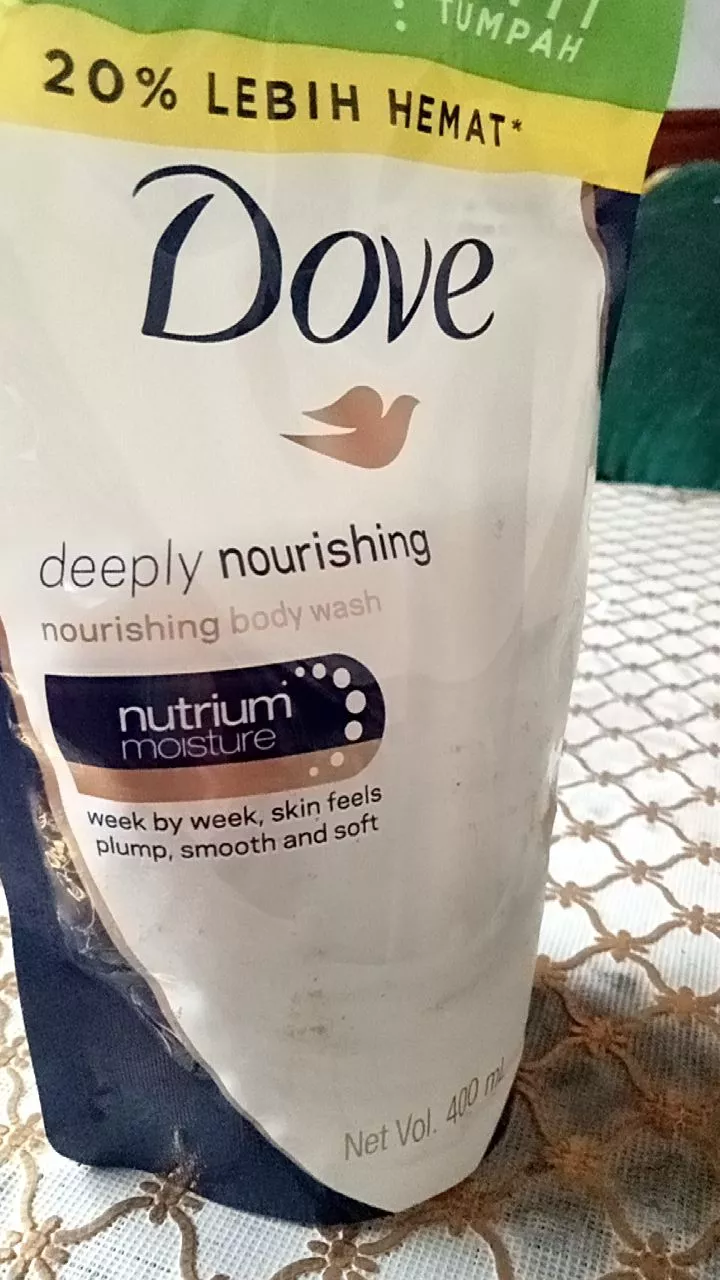 TUMPAH
20% LEBIH HEMAT*
Dove
deeply nourishing
nourishing body wash
nutrium
moisture
week by week, skin feels
plump, smooth and soft
Net Vol. 400 mL